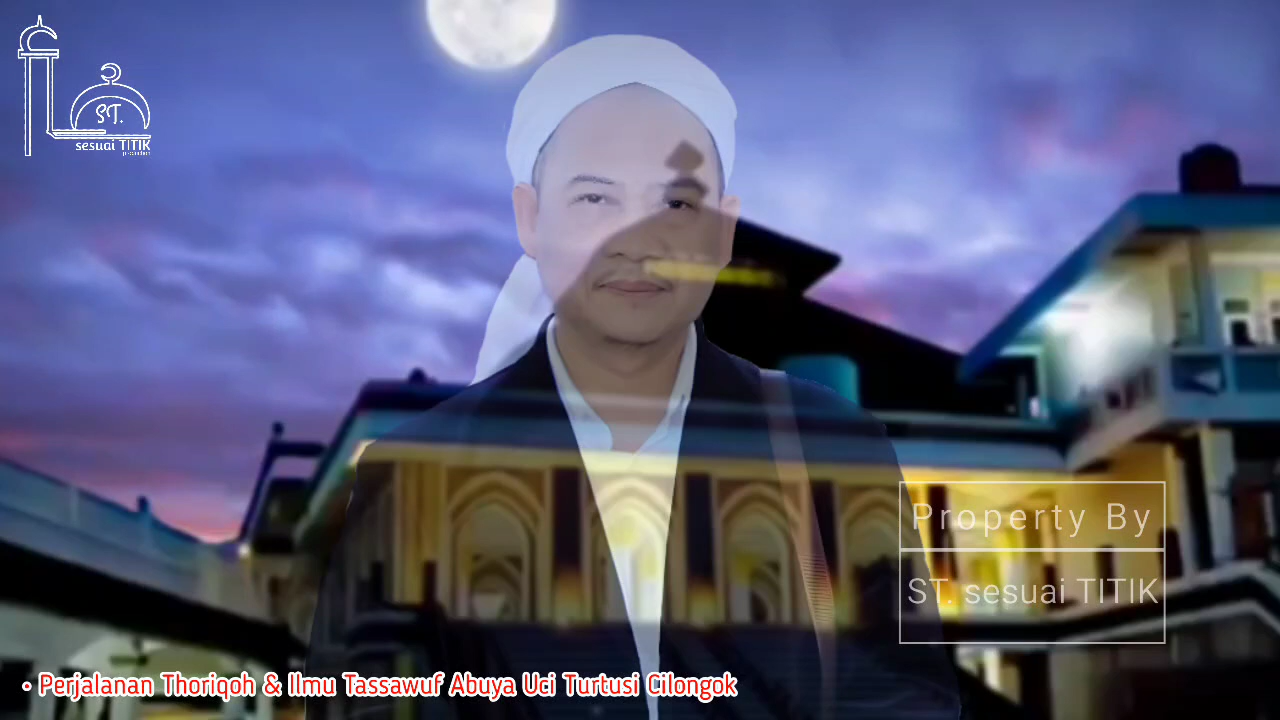 ST.
sesuai TITIK
Property By
ST. sesuai TITIK
• Perjalanan Thoriqoh & Ilmu Tassawuf Abuya Uci Turtusi Cilongok